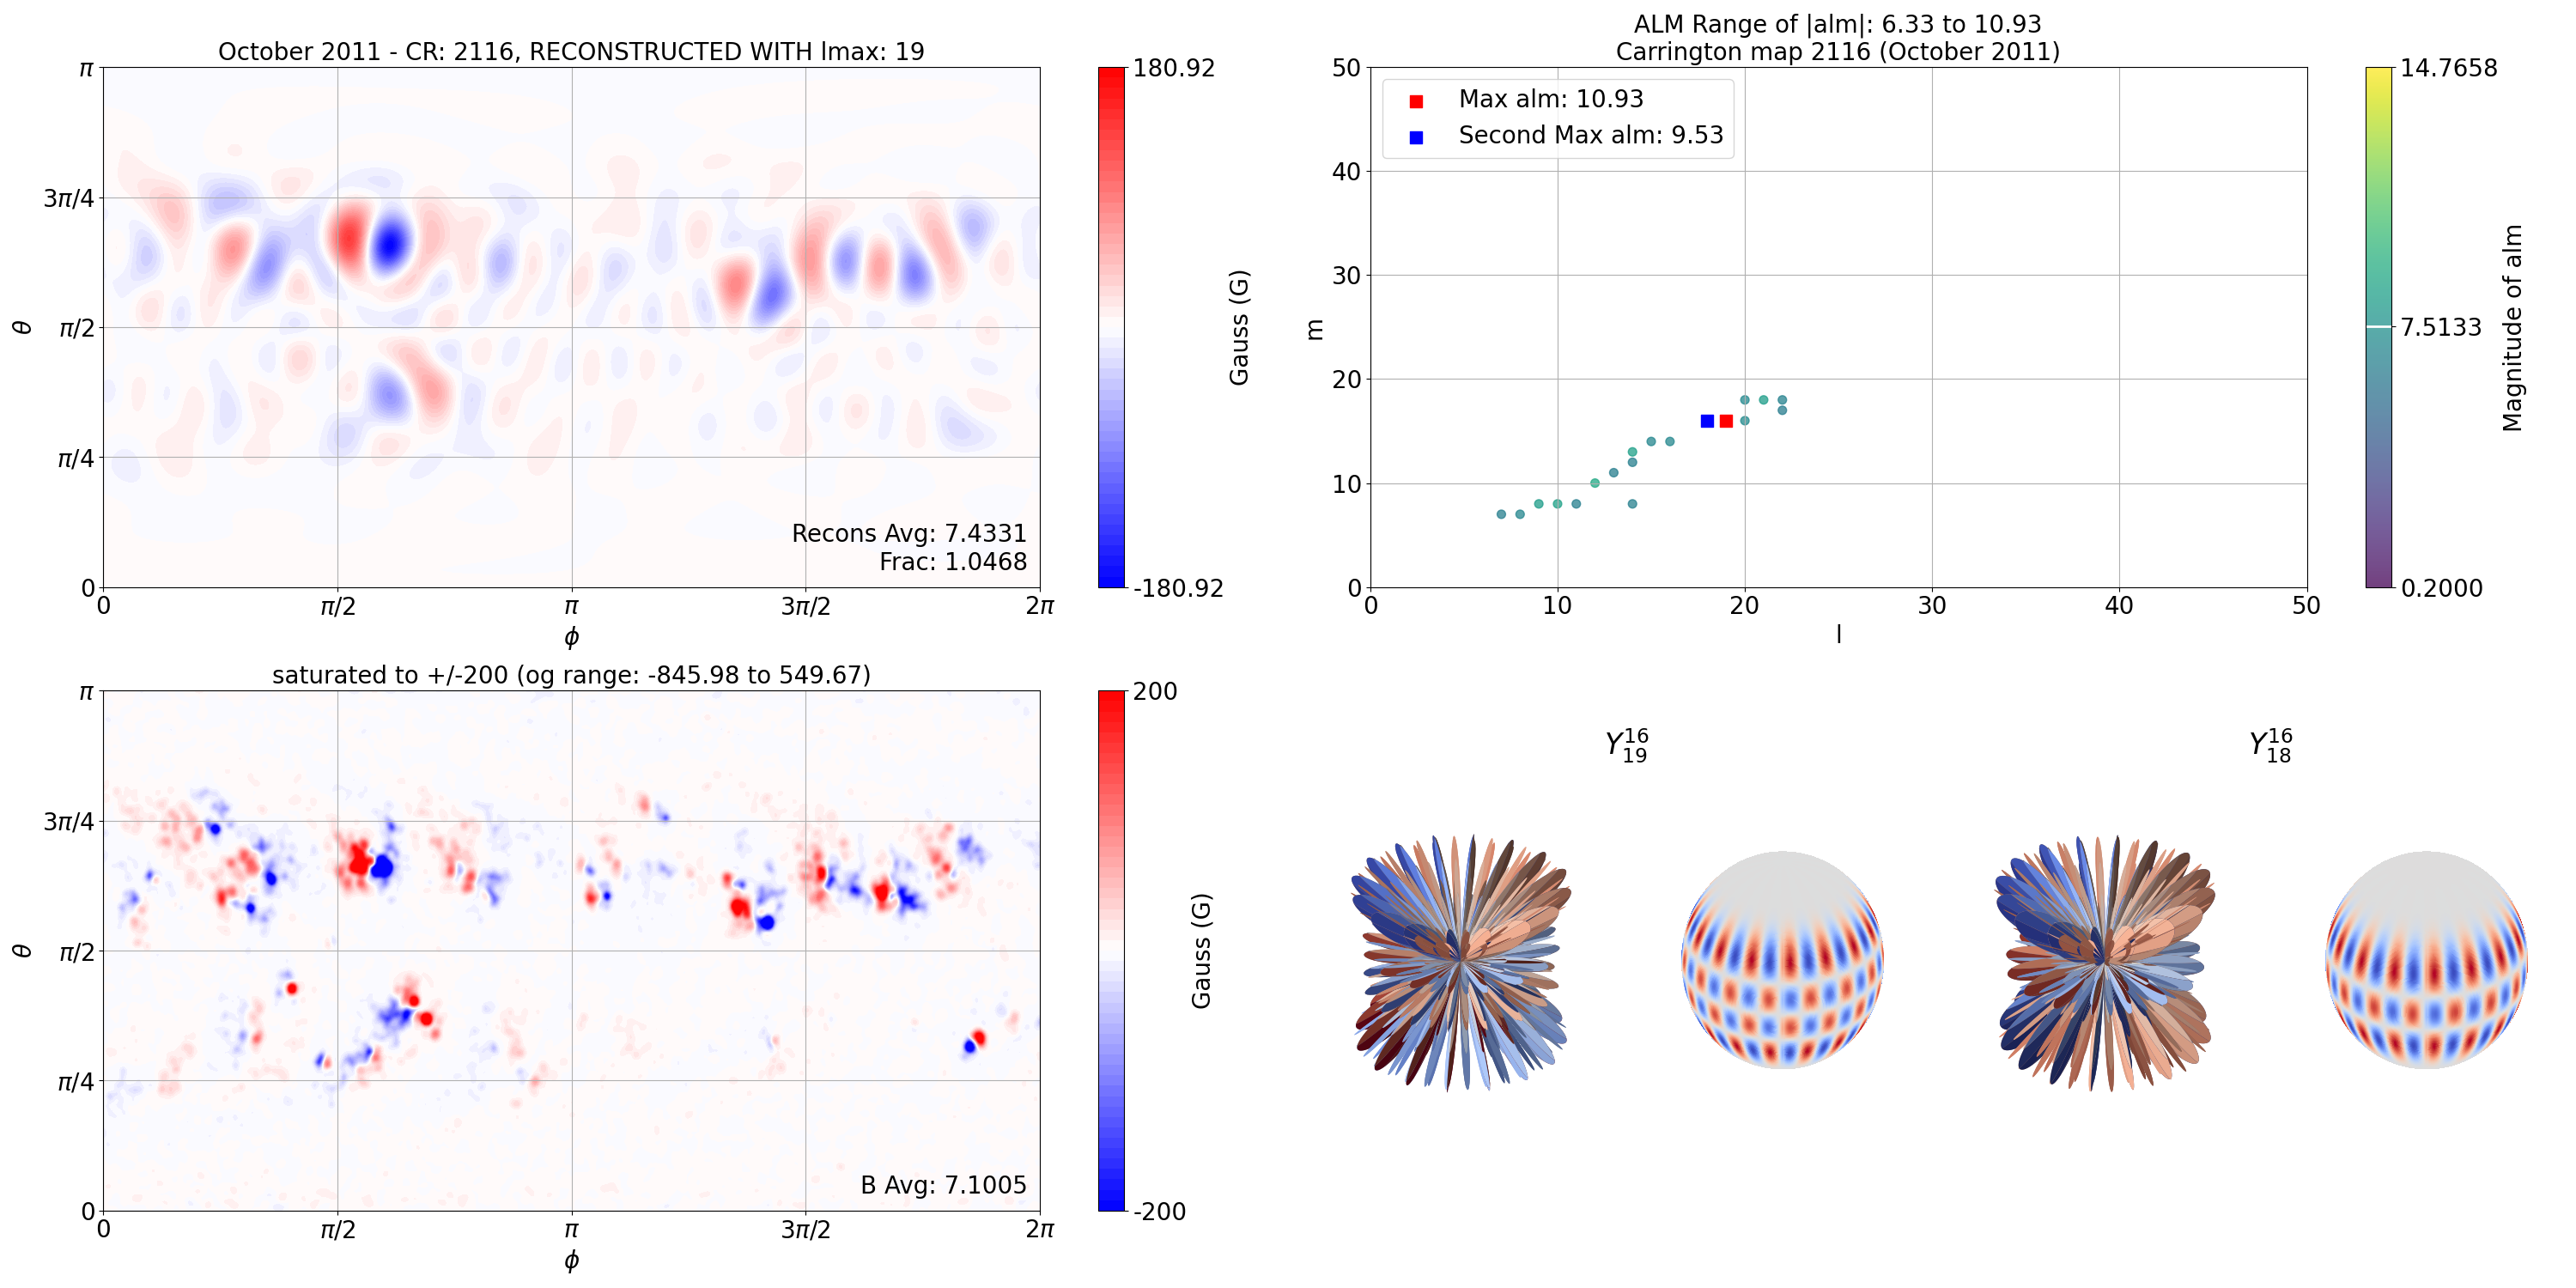 October 2011 - CR: 2116, RECONSTRUCTED WITH lmax: 19
π
3π/4
π/2
π/4
0
θ
0 π/2 π 3π/2 2π
ϕ
Recons Avg: 7.4331
Frac: 1.0468
180.92
-180.92
Gauss (G)
ALM Range of |alm|: 6.33 to 10.93
Carrington map 2116 (October 2011)
Max alm: 10.93
Second Max alm: 9.53
50
40
30
20
10
0
m
0 10 20 30 40 50
l
14.7658
7.5133
0.2000
Magnitude of alm
saturated to +/-200 (og range: -845.98 to 549.67)
π
3π/4
π/2
π/4
0
θ
0 π/2 π 3π/2 2π
ϕ
B Avg: 7.1005
200
-200
Gauss (G)
Y₁₉¹⁶
Y₁₈¹⁶